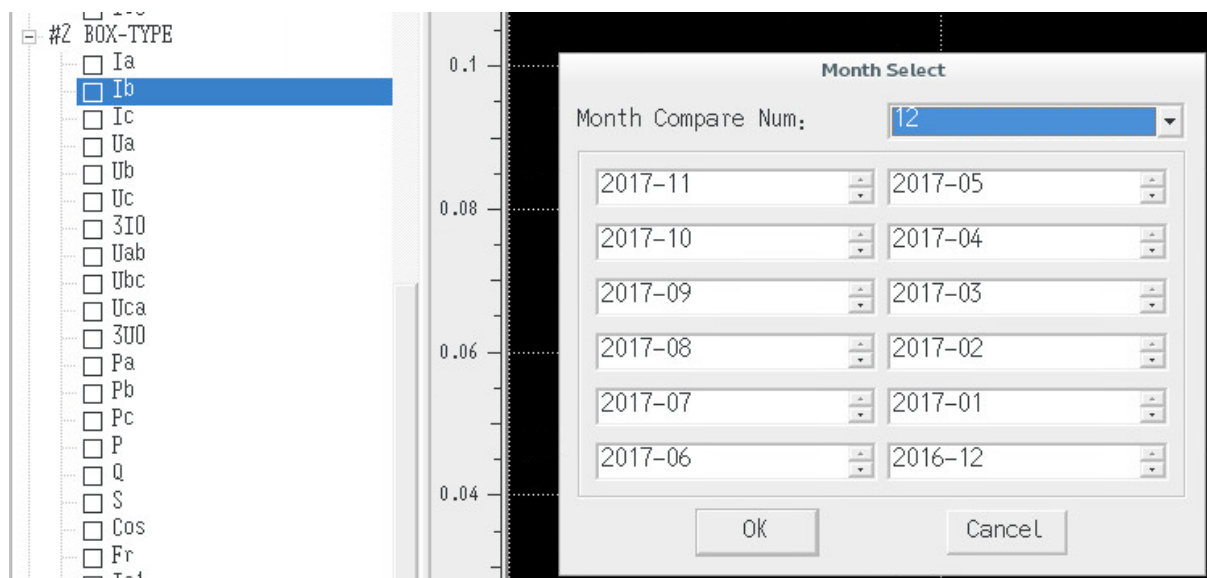 #2 BOX-TYPE
Ia
Ib
Ic
Ua
Ub
Uc
3I0
Uab
Ubc
Uca
3U0
Pa
Pb
Pc
P
Q
S
Cos
Fr
0.1
0.08
0.06
0.04
Month Select
Month Compare Num: 12
2017-11 2017-05
2017-10 2017-04
2017-09 2017-03
2017-08 2017-02
2017-07 2017-01
2017-06 2016-12
OK Cancel